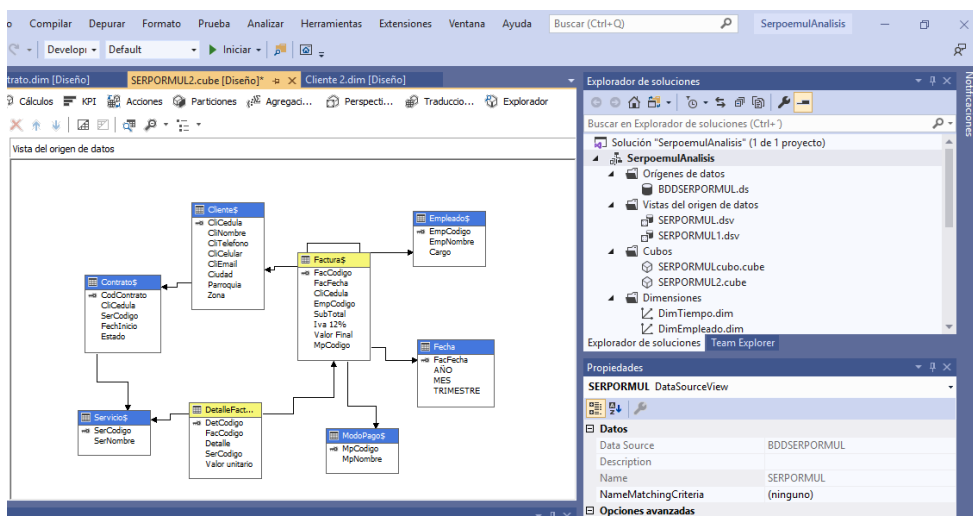 o Compilar Depurar Formato Prueba Analizar Herramientas Extensiones Ventana Ayuda Buscar (Ctrl+Q) SerpoemulAnalisis
Developi Default Iniciar
trato.dim [Diseño] SERPORMUL2.cube [Diseño]* Cliente 2.dim [Diseño]
Cálculos KPI Acciones Particiones Agregaci... Perspecti... Traduccio... Explorador
Vista del origen de datos
Cliente$
CliCedula
CliNombre
CliTelefono
CliCelular
CliEmail
Ciudad
Parroquia
Zona
Empleado$
EmpCodigo
EmpNombre
Cargo
Factura$
FacCodigo
FacFecha
CliCedula
EmpCodigo
SubTotal
Iva 12%
Valor Final
MpCodigo
Contrato$
CodContrato
CliCedula
SerCodigo
FechInicio
Estado
Fecha
FacFecha
AÑO
MES
TRIMESTRE
Servicio$
SerCodigo
SerNombre
DetalleFact...
DetCodigo
FacCodigo
Detalle
SerCodigo
Valor unitario
ModoPago$
MpCodigo
MpNombre
Explorador de soluciones
Buscar en Explorador de soluciones (Ctrl+´)
Solución "SerpoemulAnalisis" (1 de 1 proyecto)
SerpoemulAnalisis
Orígenes de datos
BDDSERPORMUL.ds
Vistas del origen de datos
SERPORMUL.dsv
SERPORMUL1.dsv
Cubos
SERPORMULcubo.cube
SERPORMUL2.cube
Dimensiones
DimTiempo.dim
DimEmpleado.dim
Explorador de soluciones Team Explorer
Propiedades
SERPORMUL DataSourceView
Datos
Data Source BDDSERPORMUL
Description
Name SERPORMUL
NameMatchingCriteria (ninguno)
Opciones avanzadas
Notificaciones